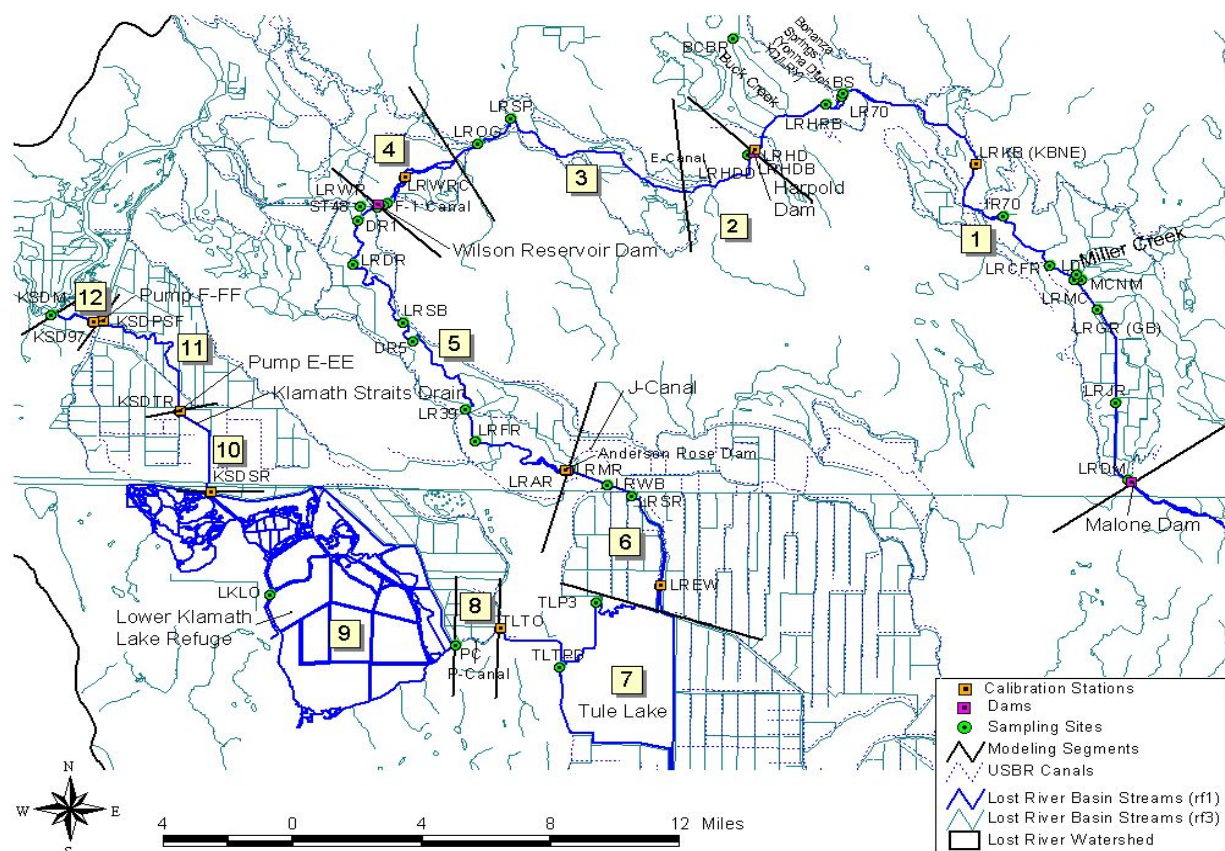 BCBR
Buck Creek
Bonanza
Springs
(Yonna Ditch
BS
LR70
LRHRB
LRSP
LROG
4
LRWRC
3
E-Canal
LRHD
LRHDB
LRHDD
Harpold
Dam
2
LRKB (KBNE)
1
Miller Creek
LRCFR
MCNM
LRMC
LRGR (GB)
LRJR
LRDM
Malone Dam
ST48
F-1 Canal
DR1
Wilson Reservoir Dam
LRDR
LRSB
DR5
5
LR39
LRFR
J-Canal
Anderson Rose Dam
LRMR
LRAR
LRWB
LRSR
6
LREW
KSDM
12
Pump F-FF
KSD97
KSDPSF
11
Pump E-EE
Klamath Straits Drain
KSDTR
10
KSDSR
LKLO
Lower Klamath
Lake Refuge
9
8
TLTO
PC
P-Canal
TLP3
TLTPD
7
Tule Lake
Calibration Stations
Dams
Sampling Sites
Modeling Segments
USBR Canals
Lost River Basin Streams (rf1)
Lost River Basin Streams (rf3)
Lost River Watershed
N
W
E
S
4 0 4 8 12 Miles